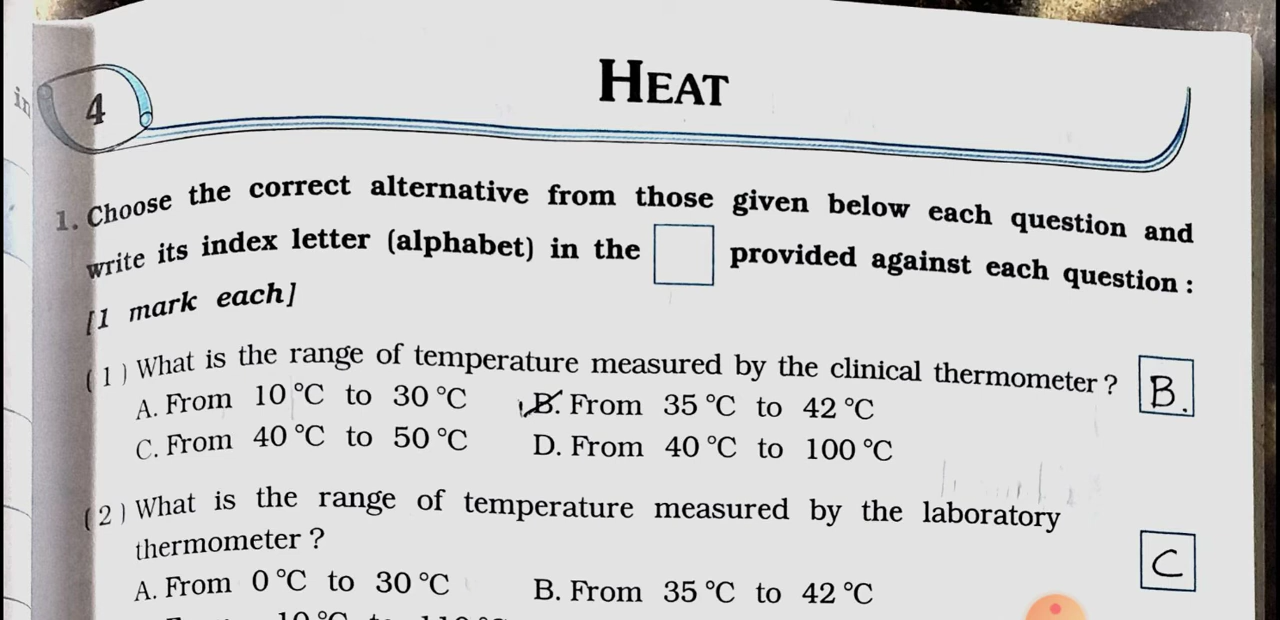 in
4
HEAT
1. Choose the correct alternative from those given below each question and
write its index letter (alphabet) in the provided against each question :
[1 mark each]
(1) What is the range of temperature measured by the clinical thermometer ? B.
A. From 10 °C to 30 °C B. From 35 °C to 42 °C
C. From 40 °C to 50 °C D. From 40 °C to 100 °C
(2) What is the range of temperature measured by the laboratory
thermometer ? C
A. From 0 °C to 30 °C B. From 35 °C to 42 °C